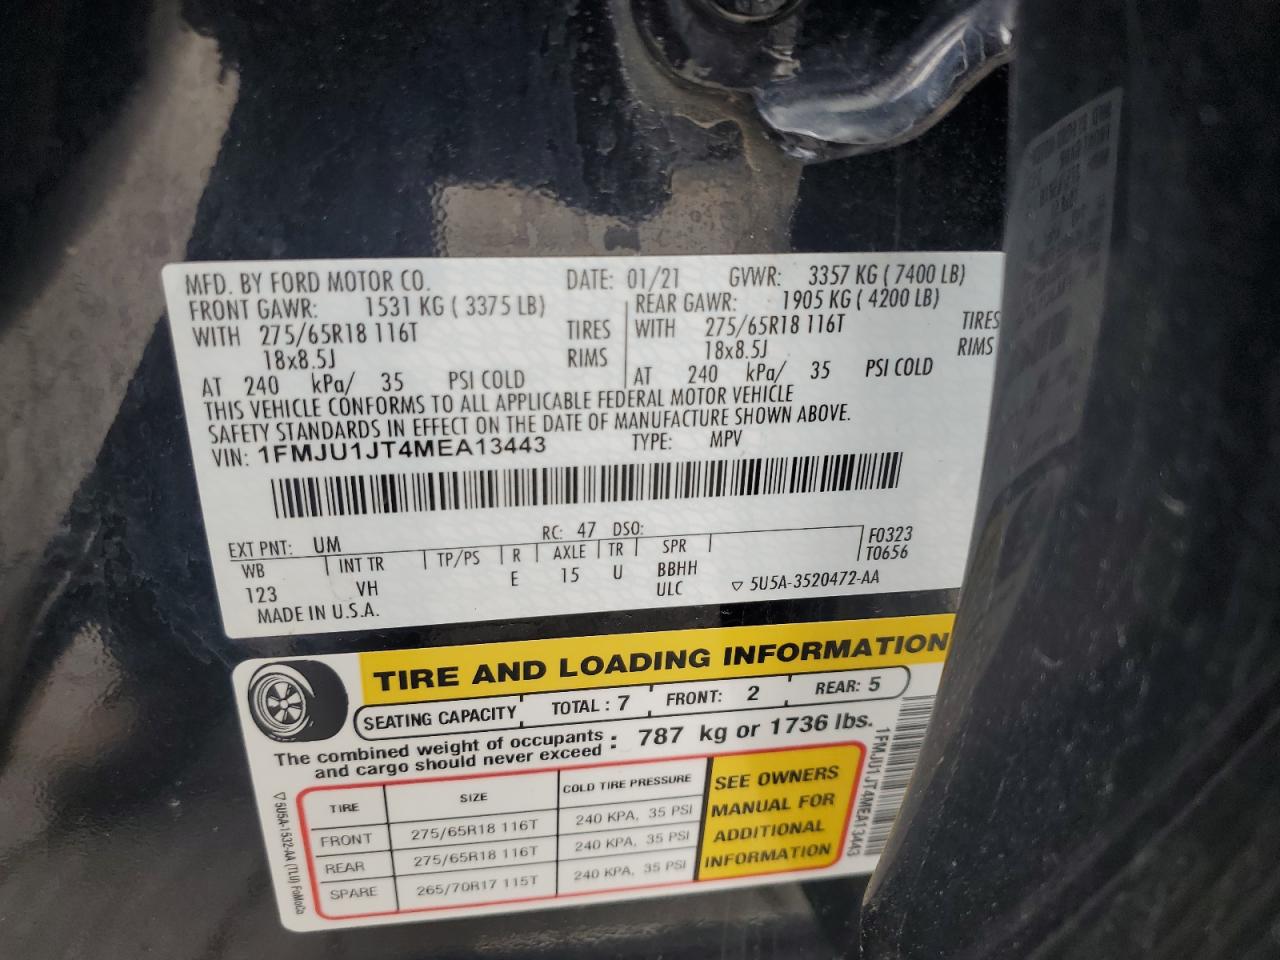 MFD. BY FORD MOTOR CO. DATE: 01/21 GVWR: 3357 KG ( 7400 LB)
FRONT GAWR: 1531 KG ( 3375 LB) REAR GAWR: 1905 KG ( 4200 LB)
WITH 275/65R18 116T TIRES WITH 275/65R18 116T TIRES
18x8.5J RIMS 18x8.5J RIMS
AT 240 kPa/ 35 PSI COLD AT 240 kPa/ 35 PSI COLD
THIS VEHICLE CONFORMS TO ALL APPLICABLE FEDERAL MOTOR VEHICLE
SAFETY STANDARDS IN EFFECT ON THE DATE OF MANUFACTURE SHOWN ABOVE.
VIN: 1FMJU1JT4MEA13443 TYPE: MPV
EXT PNT: UM RC: 47 DSO: F0323
WB INT TR TP/PS R AXLE TR SPR T0656
123 VH E 15 U BBHH
ULC ▽ 5U5A-3520472-AA
MADE IN U.S.A.
TIRE AND LOADING INFORMATION
SEATING CAPACITY TOTAL : 7 FRONT: 2 REAR: 5
The combined weight of occupants and cargo should never exceed : 787 kg or 1736 lbs.
TIRE SIZE COLD TIRE PRESSURE
FRONT 275/65R18 116T 240 KPA, 35 PSI
REAR 275/65R18 116T 240 KPA, 35 PSI
SPARE 265/70R17 115T 240 KPA, 35 PSI
SEE OWNERS
MANUAL FOR
ADDITIONAL
INFORMATION
▽ 5U5A-1532-AA (TLU) FoMoCo
1FMJU1JT4MEA13443